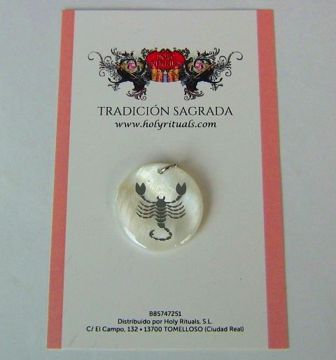 TRADICIÓN SAGRADA
www.holyrituals.com
B85747251
Distribuido por Holy Rituals, S.L.
C/ El Campo, 132 • 13700 TOMELLOSO (Ciudad Real)